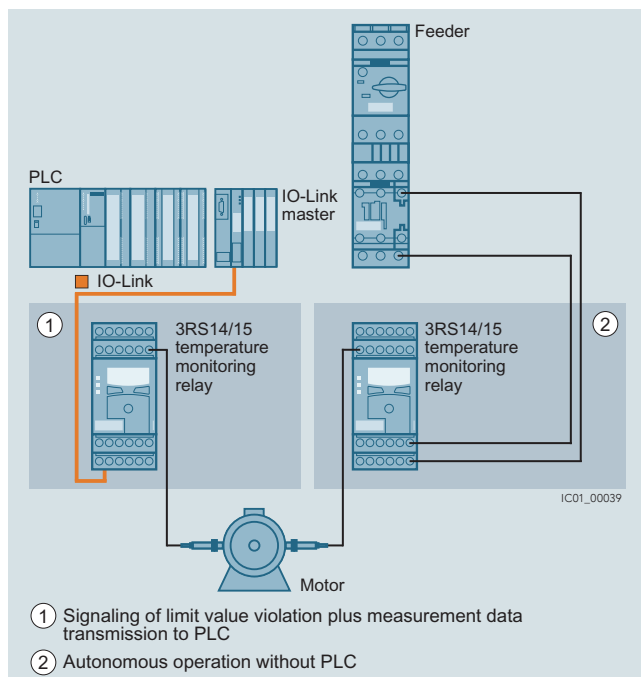 Feeder
PLC
IO-Link
master
IO-Link
1
3RS14/15
temperature
monitoring
relay
3RS14/15
temperature
monitoring
relay
2
IC01_00039
Motor
1 Signaling of limit value violation plus measurement data
transmission to PLC
2 Autonomous operation without PLC